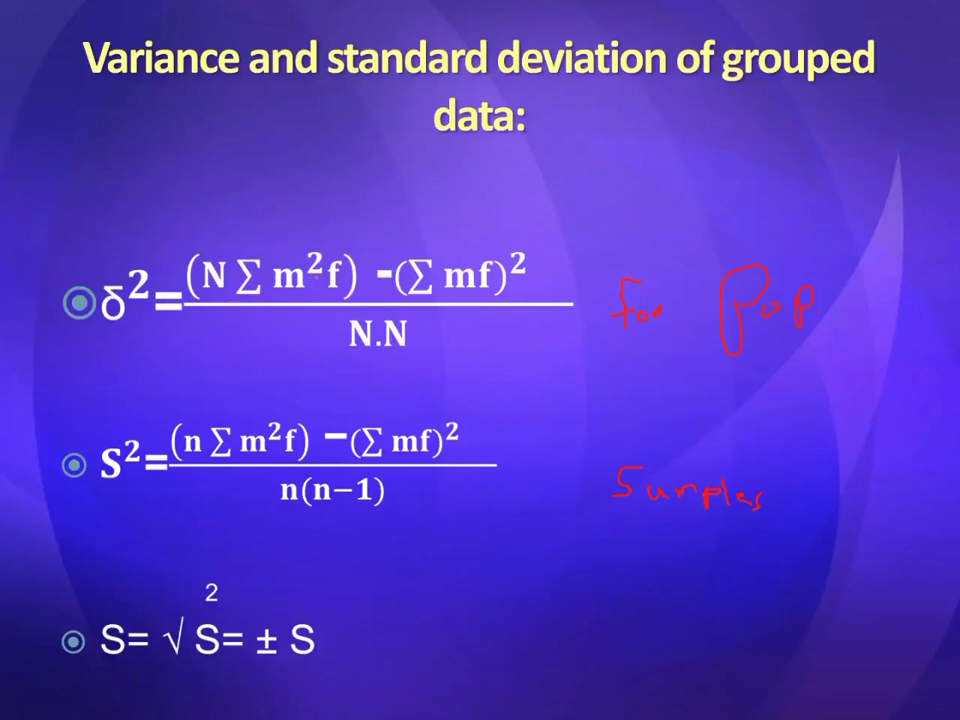 Variance and standard deviation of grouped
data:
δ²=(N ∑ m²f) -(∑ mf)² / N.N
for Pop
S²=(n ∑ m²f) −(∑ mf)² / n(n−1)
Samples
2
S= √ S= ± S